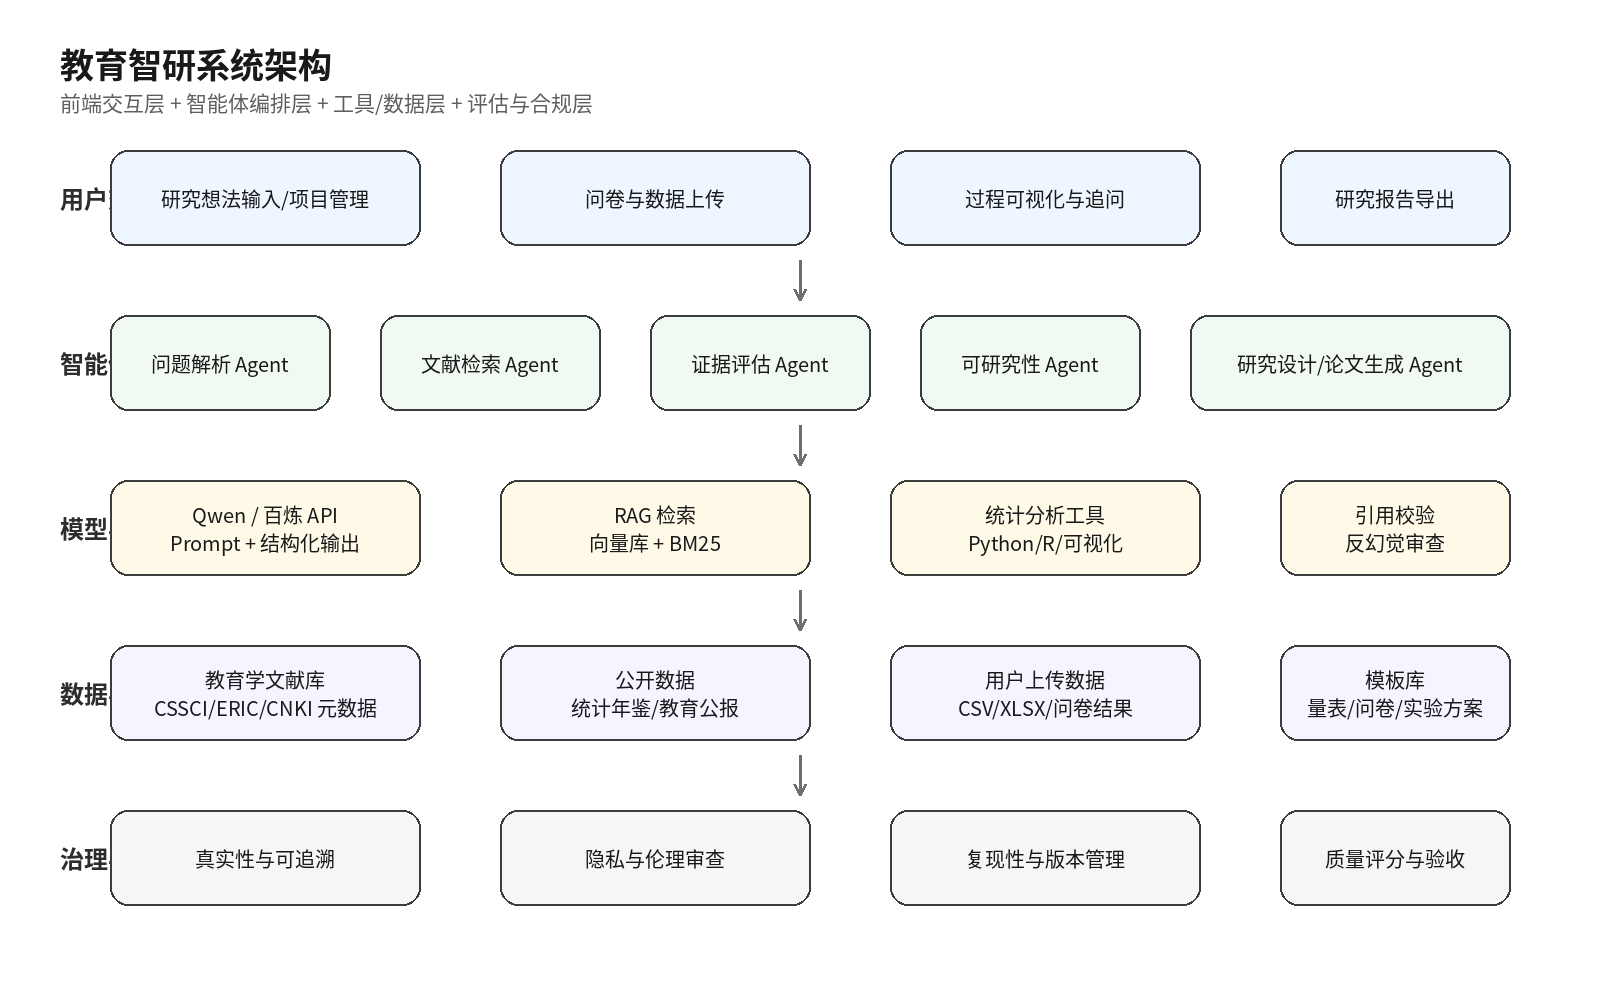 教育智研系统架构
前端交互层 + 智能体编排层 + 工具/数据层 + 评估与合规层
用户
研究想法输入/项目管理
问卷与数据上传
过程可视化与追问
研究报告导出
智能
问题解析 Agent
文献检索 Agent
证据评估 Agent
可研究性 Agent
研究设计/论文生成 Agent
模型
Qwen / 百炼 API
Prompt + 结构化输出
RAG 检索
向量库 + BM25
统计分析工具
Python/R/可视化
引用校验
反幻觉审查
数据
教育学文献库
CSSCI/ERIC/CNKI 元数据
公开数据
统计年鉴/教育公报
用户上传数据
CSV/XLSX/问卷结果
模板库
量表/问卷/实验方案
治理
真实性与可追溯
隐私与伦理审查
复现性与版本管理
质量评分与验收